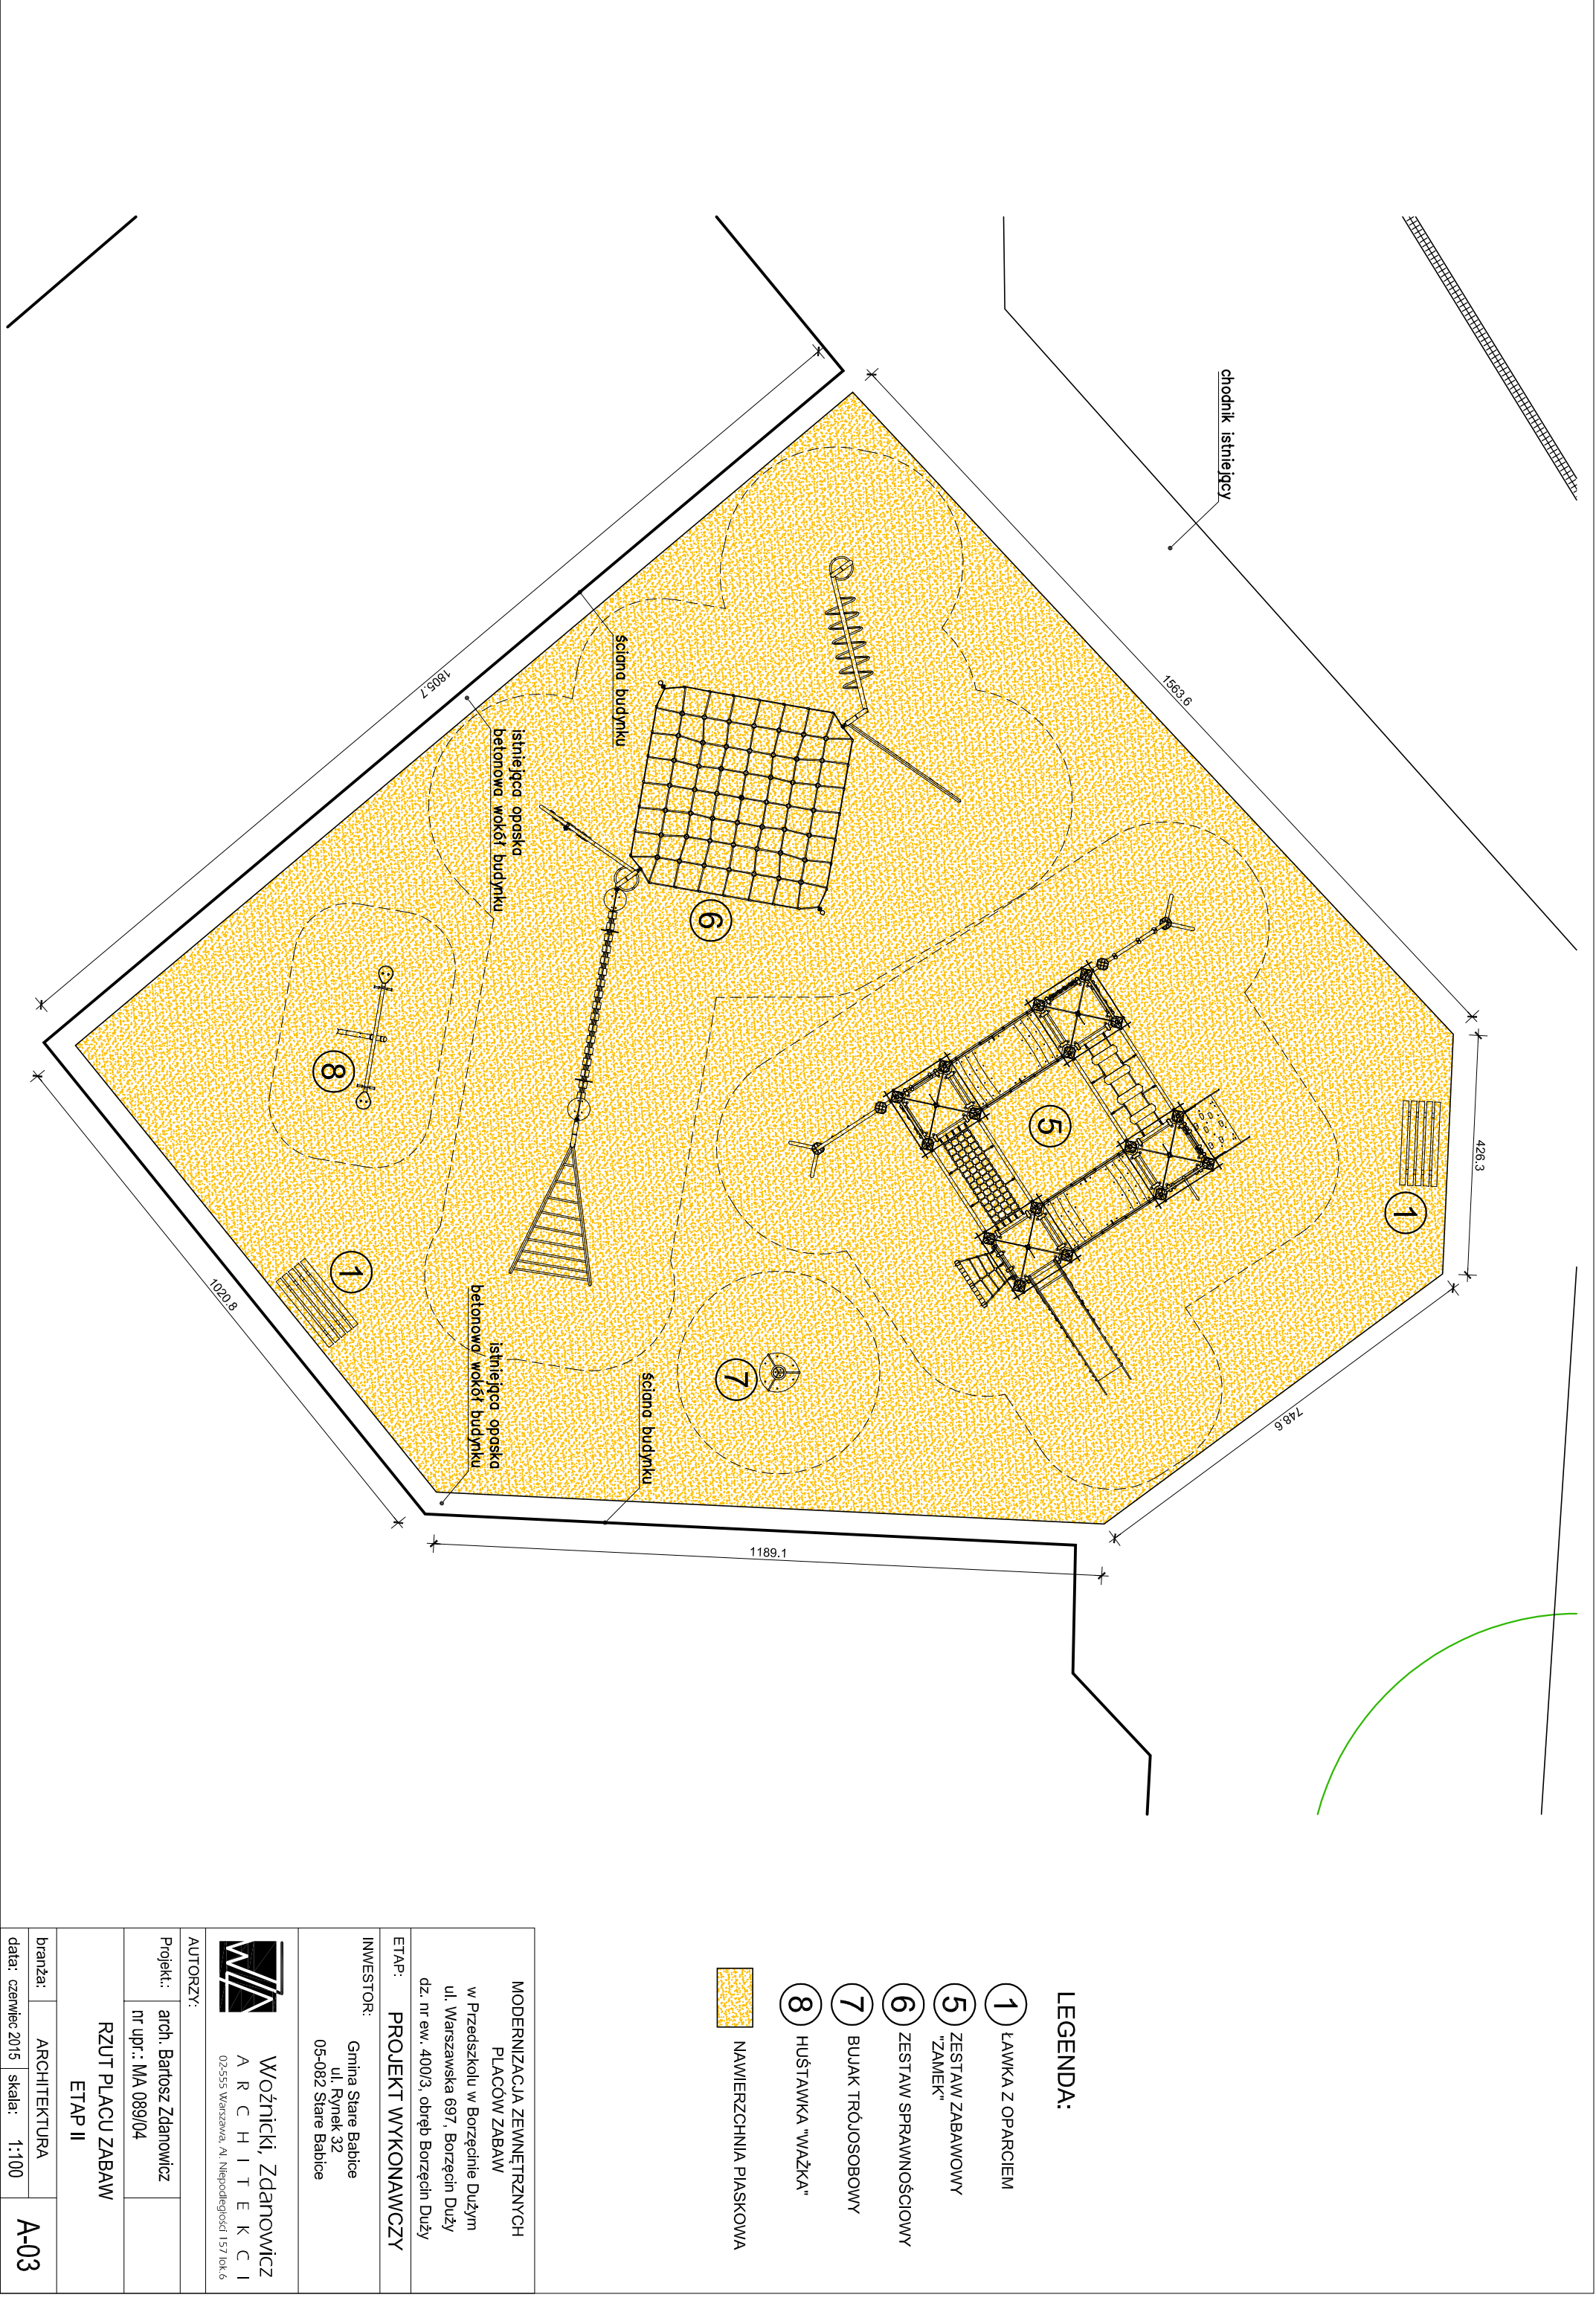 chodnik istniejący
1563.6
426.3
748.6
1189.1
1020.8
1805.7
ściana budynku
istniejąca opaska
betonowa wokół budynku
6
5
1
8
1
7
istniejąca opaska
betonowa wokół budynku
ściana budynku
LEGENDA:
1 ŁAWKA Z OPARCIEM
5 ZESTAW ZABAWOWY
"ZAMEK"
6 ZESTAW SPRAWNOŚCIOWY
7 BUJAK TRÓJOSOBOWY
8 HUŚTAWKA "WAŻKA"
NAWIERZCHNIA PIASKOWA
MODERNIZACJA ZEWNĘTRZNYCH
PLACÓW ZABAW
w Przedszkolu w Borzęcinie Dużym
ul. Warszawska 697, Borzęcin Duży
dz. nr ew. 400/3, obręb Borzęcin Duży
ETAP: PROJEKT WYKONAWCZY
INWESTOR:
Gmina Stare Babice
ul. Rynek 32
05-082 Stare Babice
Woźnicki, Zdanowicz
A R C H I T E K C I
02-555 Warszawa, Al. Niepodległości 157 lok.6
AUTORZY:
Projekt.: arch. Bartosz Zdanowicz
nr upr.: MA 089/04
RZUT PLACU ZABAW
ETAP II
branża: ARCHITEKTURA
data: czerwiec 2015 skala: 1:100
A-03